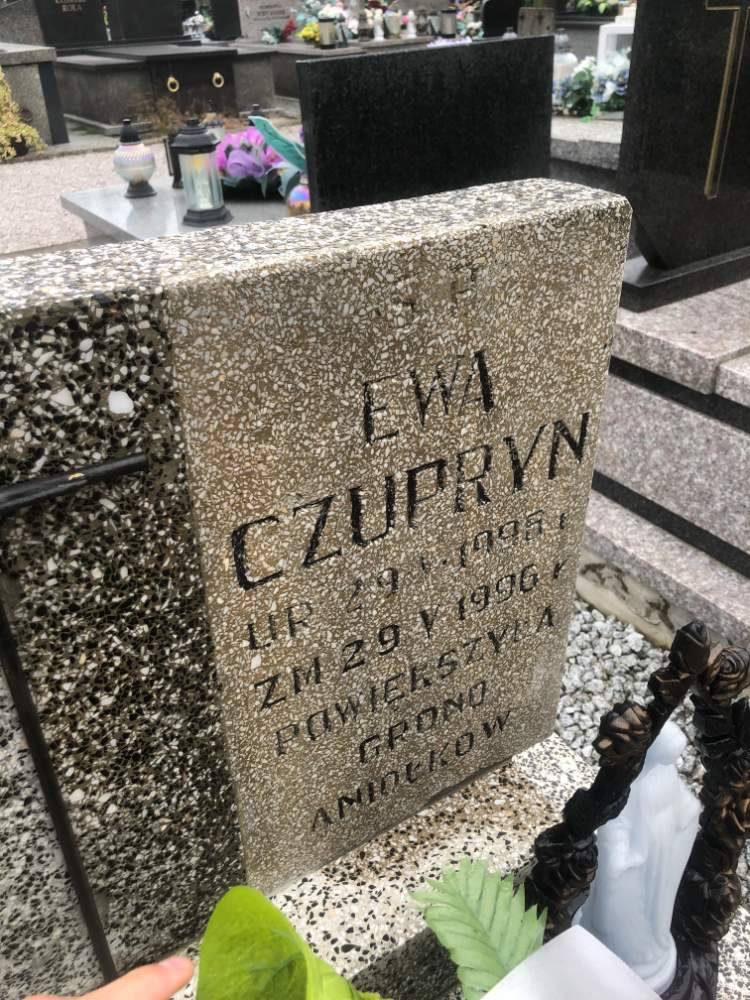 EWA
CZUPRYN
UR 29 V 1996 r
ZM 29 V 1996 r
POWIĘKSZYŁA
GRONO
ANIOŁKÓW